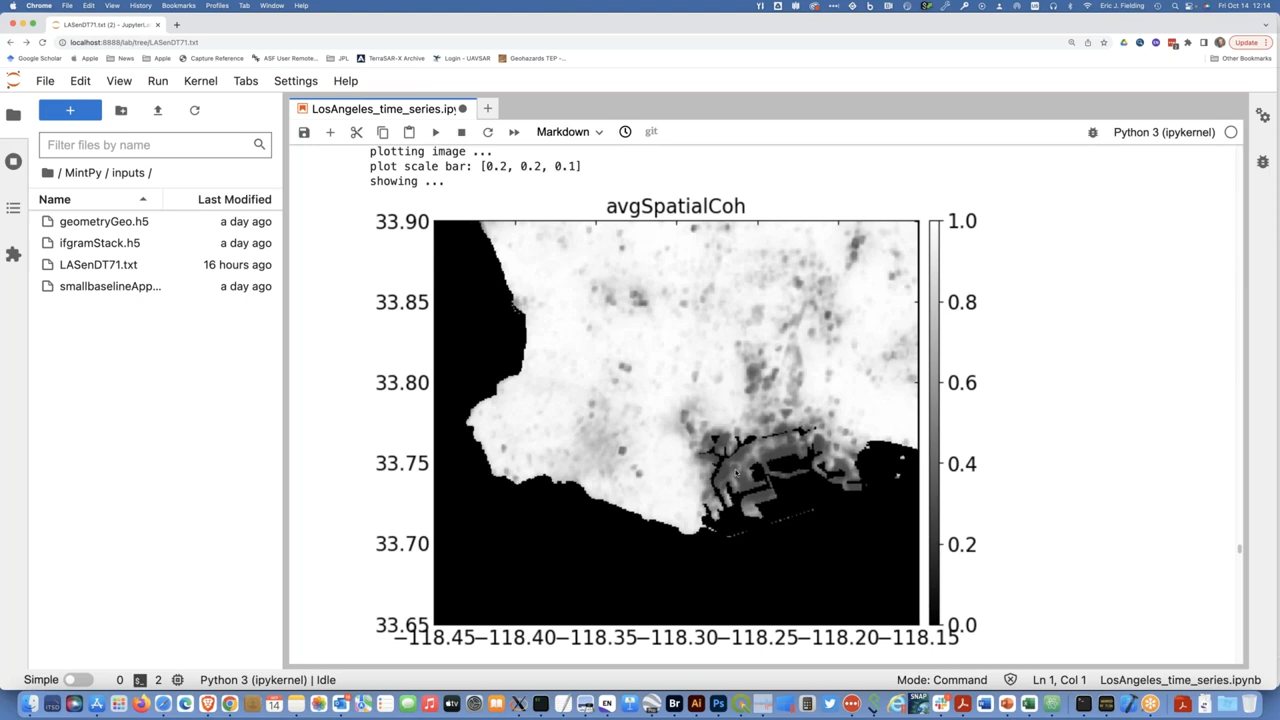 Chrome File Edit View History Bookmarks Profiles Tab Window Help
Eric J. Fielding Fri Oct 14 12:14
LASenDT71.txt (2) - JupyterL
localhost:8888/lab/tree/LASenDT71.txt
Update
Google Scholar Apple News Apple Capture Reference ASF User Remote... JPL TerraSAR-X Archive Login - UAVSAR Geohazards TEP -... Other Bookmarks
File Edit View Run Kernel Tabs Settings Help
LosAngeles_time_series.ipy
Markdown git Python 3 (ipykernel)
Filter files by name
/ MintPy / inputs /
Name Last Modified
geometryGeo.h5 a day ago
ifgramStack.h5 a day ago
LASenDT71.txt 16 hours ago
smallbaselineApp... a day ago
plotting image ...
plot scale bar: [0.2, 0.2, 0.1]
showing ...
avgSpatialCoh
33.90
33.85
33.80
33.75
33.70
33.65
1.0
0.8
0.6
0.4
0.2
0.0
−118.45−118.40−118.35−118.30−118.25−118.20−118.15
Simple 0 2 Python 3 (ipykernel) | Idle Mode: Command Ln 1, Col 1 LosAngeles_time_series.ipynb